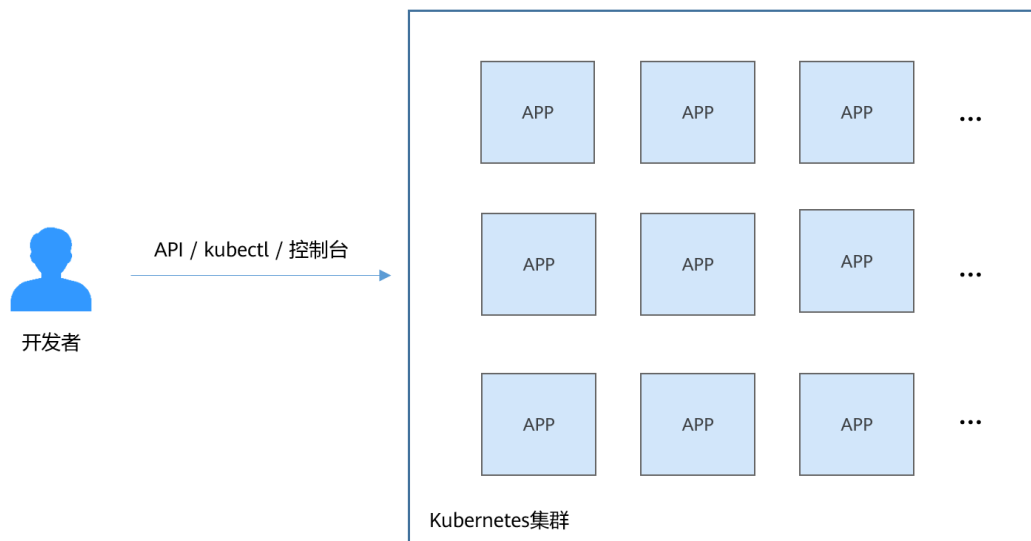 APP APP APP ...
API / kubectl / 控制台
APP APP APP ...
开发者
APP APP APP ...
Kubernetes集群